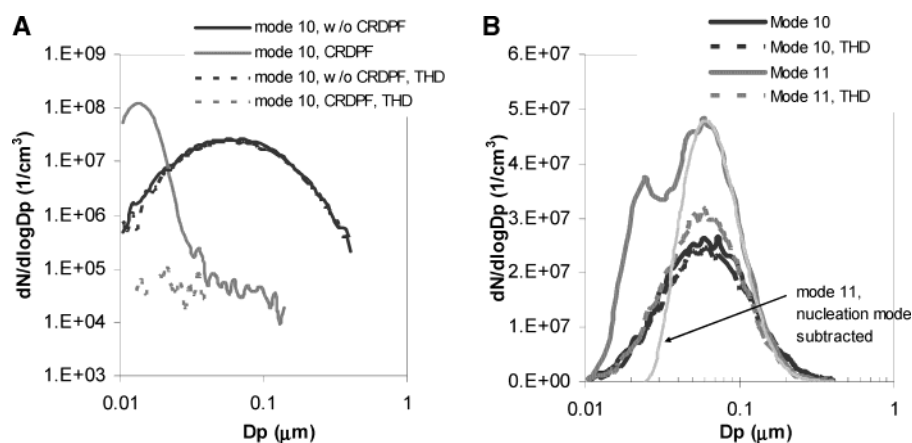 A
mode 10, w/o CRDPF
mode 10, CRDPF
mode 10, w/o CRDPF, THD
mode 10, CRDPF, THD
1.E+09
1.E+08
1.E+07
1.E+06
1.E+05
1.E+04
1.E+03
dN/dlogDp (1/cm³)
0.01
0.1
1
Dp (μm)
B
Mode 10
Mode 10, THD
Mode 11
Mode 11, THD
6.E+07
5.E+07
4.E+07
3.E+07
2.E+07
1.E+07
0.E+00
dN/dlogDp (1/cm³)
mode 11,
nucleation mode
subtracted
0.01
0.1
1
Dp (μm)